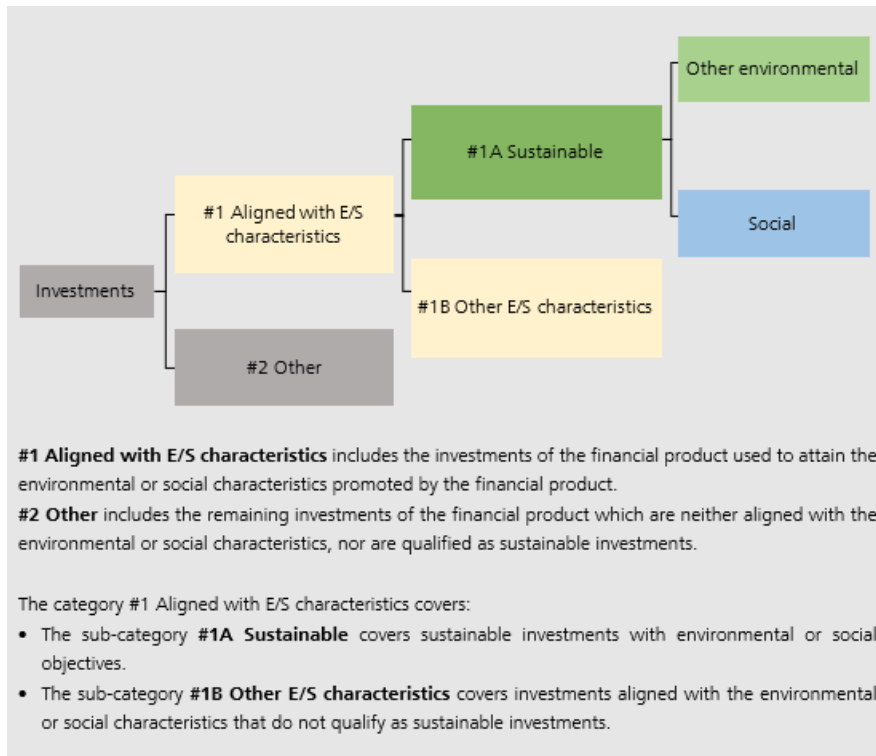 Other environmental
#1A Sustainable
#1 Aligned with E/S
characteristics
Social
Investments
#1B Other E/S characteristics
#2 Other
#1 Aligned with E/S characteristics includes the investments of the financial product used to attain the
environmental or social characteristics promoted by the financial product.
#2 Other includes the remaining investments of the financial product which are neither aligned with the
environmental or social characteristics, nor are qualified as sustainable investments.
The category #1 Aligned with E/S characteristics covers:
• The sub-category #1A Sustainable covers sustainable investments with environmental or social
objectives.
• The sub-category #1B Other E/S characteristics covers investments aligned with the environmental
or social characteristics that do not qualify as sustainable investments.